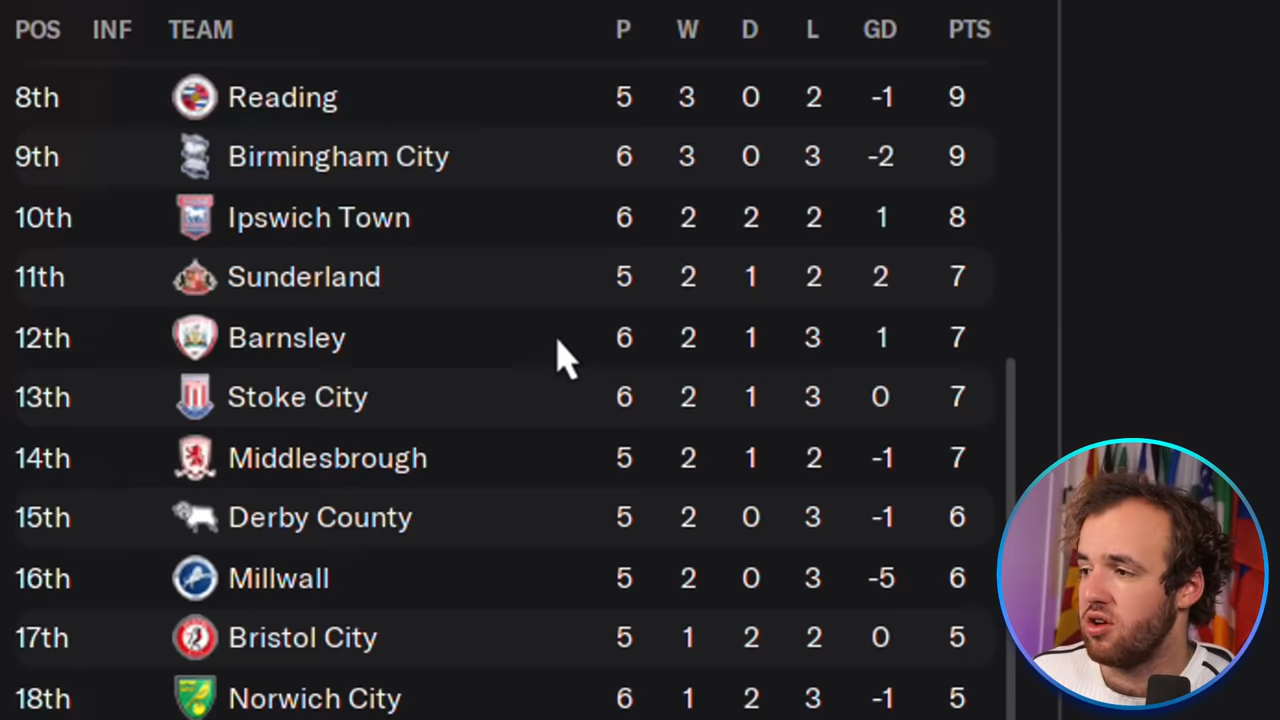 POS INF TEAM P W D L GD PTS
8th Reading 5 3 0 2 -1 9
9th Birmingham City 6 3 0 3 -2 9
10th Ipswich Town 6 2 2 2 1 8
11th Sunderland 5 2 1 2 2 7
12th Barnsley 6 2 1 3 1 7
13th Stoke City 6 2 1 3 0 7
14th Middlesbrough 5 2 1 2 -1 7
15th Derby County 5 2 0 3 -1 6
16th Millwall 5 2 0 3 -5 6
17th Bristol City 5 1 2 2 0 5
18th Norwich City 6 1 2 3 -1 5